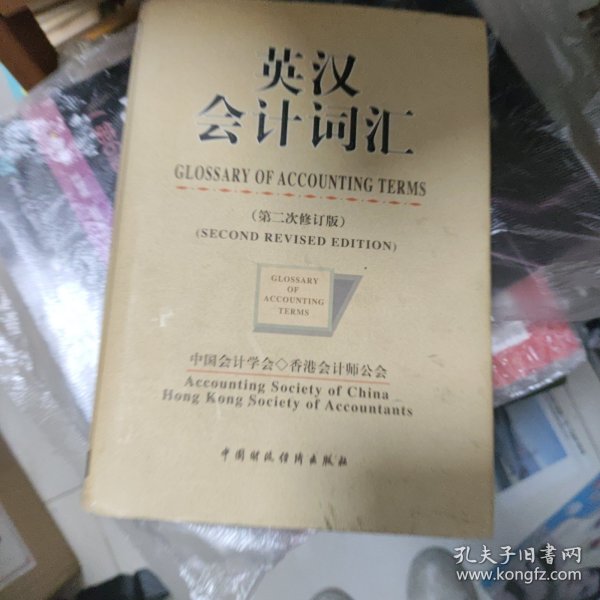 英汉
会计词汇
GLOSSARY OF ACCOUNTING TERMS
（第二次修订版）
(SECOND REVISED EDITION)
GLOSSARY
OF
ACCOUNTING
TERMS
中国会计学会◇香港会计师公会
Accounting Society of China
Hong Kong Society of Accountants
中国财政经济出版社
孔夫子旧书网
www.kongfz.com